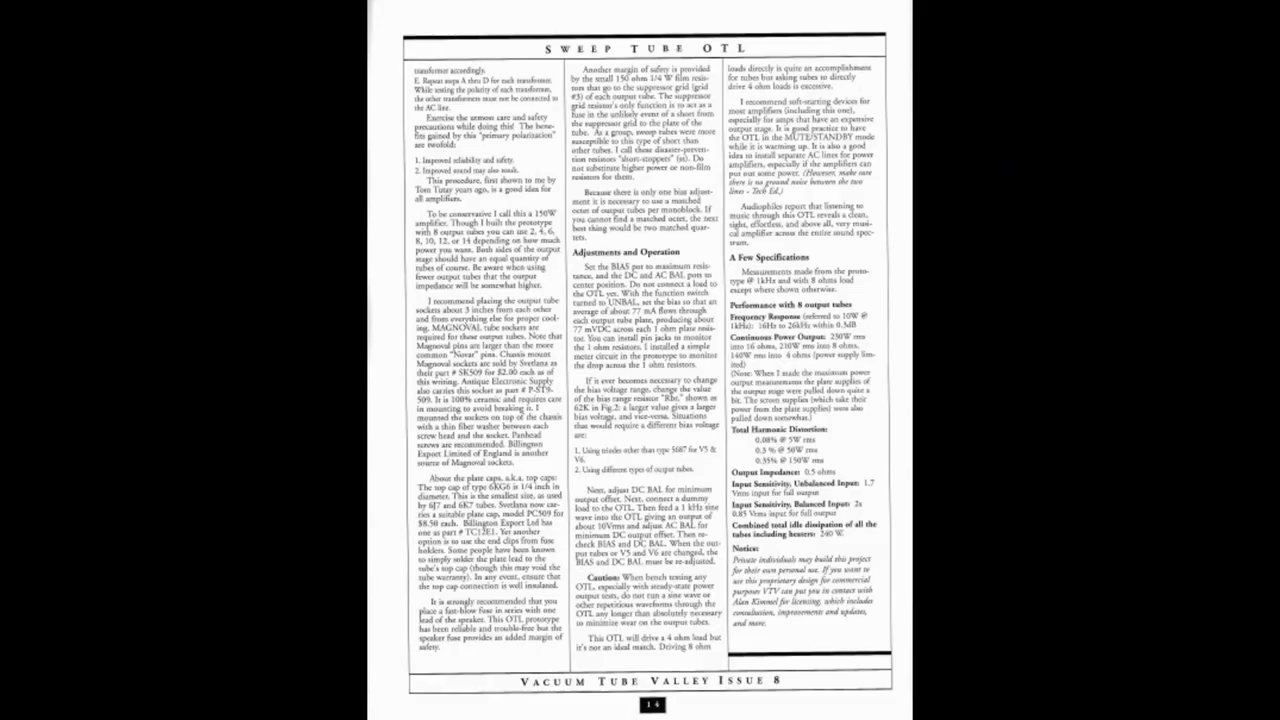 SWEEP TUBE OTL
transformer accordingly.
E. Repeat steps A thru D for each transformer.
While testing the polarity of each transformer,
the other transformers must not be connected to
the AC line.
Exercise the utmost care and safety
precautions while doing this! The bene-
fits gained by this "primary polarization"
are twofold:
1. Improved reliability and safety.
2. Improved sound may also result.
This procedure, first shown to me by
Tom Tutay years ago, is a good idea for
all amplifiers.
To be conservative I call this a 150W
amplifier. Though I built the prototype
with 8 output tubes you can use 2, 4, 6,
8, 10, 12, or 14 depending on how much
power you want. Both sides of the output
stage should have an equal quantity of
tubes of course. Be aware when using
fewer output tubes that the output
impedance will be somewhat higher.
I recommend placing the output tube
sockets about 3 inches from each other
and from everything else for proper cool-
ing. MAGNOVAL tube sockets are
required for these output tubes. Note that
Magnoval pins are larger than the more
common "Novar" pins. Chassis mount
Magnoval sockets are sold by Svetlana as
their part # SK509 for $2.00 each as of
this writing. Antique Electronic Supply
also carries this socket as part # P-ST9-
509. It is 100% ceramic and requires care
in mounting to avoid breaking it. I
mounted the sockets on top of the chassis
with a thin fiber washer between each
screw head and the socket. Panhead
screws are recommended. Billington
Export Limited of England is another
source of Magnoval sockets.
About the plate caps, a.k.a. top caps:
The top cap of type 6KG6 is 1/4 inch in
diameter. This is the smallest size, as used
by 6J7 and 6K7 tubes. Svetlana now car-
ries a suitable plate cap, model PC509 for
$8.50 each. Billington Export Ltd has
one as part # TC12E1. Yet another
option is to use the end clips from fuse
holders. Some people have been known
to simply solder the plate lead to the
tube's top cap (though this may void the
tube warranty). In any event, ensure that
the top cap connection is well insulated.
It is strongly recommended that you
place a fast-blow fuse in series with one
lead of the speaker. This OTL prototype
has been reliable and trouble-free but the
speaker fuse provides an added margin of
safety.
Another margin of safety is provided
by the small 150 ohm 1/4 W film resis-
tors that go to the suppressor grid (grid
#3) of each output tube. The suppressor
grid resistor's only function is to act as a
fuse in the unlikely event of a short from
the suppressor grid to the plate of the
tube. As a group, sweep tubes were more
susceptible to this type of short than
other tubes. I call these disaster-preven-
tion resistors "short-stoppers" (ss). Do
not substitute higher power or non-film
resistors for them.
Because there is only one bias adjust-
ment it is necessary to use a matched
octet of output tubes per monoblock. If
you cannot find a matched octet, the next
best thing would be two matched quar-
tets.
Adjustments and Operation
Set the BIAS pot to maximum resis-
tance, and the DC and AC BAL pots to
center position. Do not connect a load to
the OTL yet. With the function switch
turned to UNBAL, set the bias so that an
average of about 77 mA flows through
each output tube plate, producing about
77 mVDC across each 1 ohm plate resis-
tor. You can install pin jacks to monitor
the 1 ohm resistors. I installed a simple
meter circuit in the prototype to monitor
the drop across the 1 ohm resistors.
If it ever becomes necessary to change
the bias voltage range, change the value
of the bias range resistor "Rbr," shown as
62K in Fig.2: a larger value gives a larger
bias voltage, and vice-versa. Situations
that would require a different bias voltage
are:
1. Using triodes other than type 5687 for V5 &
V6.
2. Using different types of output tubes.
Next, adjust DC BAL for minimum
output offset. Next, connect a dummy
load to the OTL. Then feed a 1 kHz sine
wave into the OTL giving an output of
about 10Vrms and adjust AC BAL for
minimum DC output offset. Then re-
check BIAS and DC BAL. When the out-
put tubes or V5 and V6 are changed, the
BIAS and DC BAL must be re-adjusted.
Caution: When bench testing any
OTL, especially with steady-state power
output tests, do not run a sine wave or
other repetitious waveforms through the
OTL any longer than absolutely necessary
to minimize wear on the output tubes.
This OTL will drive a 4 ohm load but
it's not an ideal match. Driving 8 ohm
loads directly is quite an accomplishment
for tubes but asking tubes to directly
drive 4 ohm loads is excessive.
I recommend soft-starting devices for
most amplifiers (including this one),
especially for amps that have an expensive
output stage. It is good practice to have
the OTL in the MUTE/STANDBY mode
while it is warming up. It is also a good
idea to install separate AC lines for power
amplifiers, especially if the amplifiers can
put out some power. (However, make sure
there is no ground noise between the two
lines - Tech Ed.)
Audiophiles report that listening to
music through this OTL reveals a clean,
tight, effortless, and above all, very musi-
cal amplifier across the entire sound spec-
trum.
A Few Specifications
Measurements made from the proto-
type @ 1kHz and with 8 ohms load
except where shown otherwise.
Performance with 8 output tubes
Frequency Response (referred to 10W @
1kHz): 16Hz to 26kHz within 0.3dB
Continuous Power Output: 230W rms
into 16 ohms, 210W rms into 8 ohms,
140W rms into 4 ohms (power supply lim-
ited)
(Note: When I made the maximum power
output measurements the plate supplies of
the output stage were pulled down quite a
bit. The screen supplies (which take their
power from the plate supplies) were also
pulled down somewhat.)
Total Harmonic Distortion:
0.08% @ 5W rms
0.3 % @ 50W rms
0.35% @ 150W rms
Output Impedance: 0.5 ohms
Input Sensitivity, Unbalanced Input: 1.7
Vrms input for full output
Input Sensitivity, Balanced Input: 2x
0.85 Vrms input for full output
Combined total idle dissipation of all the
tubes including heaters: 240 W.
Notice:
Private individuals may build this project
for their own personal use. If you want to
use this proprietary design for commercial
purposes VTV can put you in contact with
Alan Kimmel for licensing, which includes
consultation, improvements and updates,
and more.
VACUUM TUBE VALLEY ISSUE 8
14